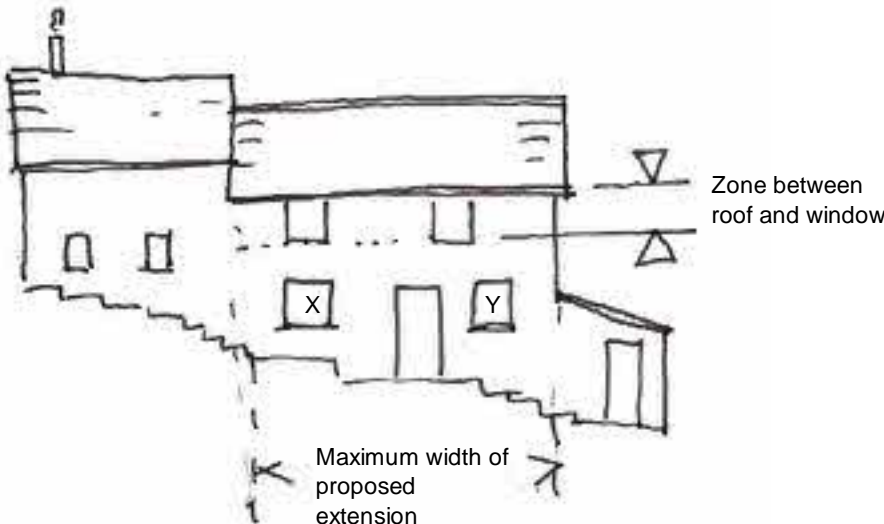 Zone between
roof and window
X
Y
Maximum width of
proposed
extension